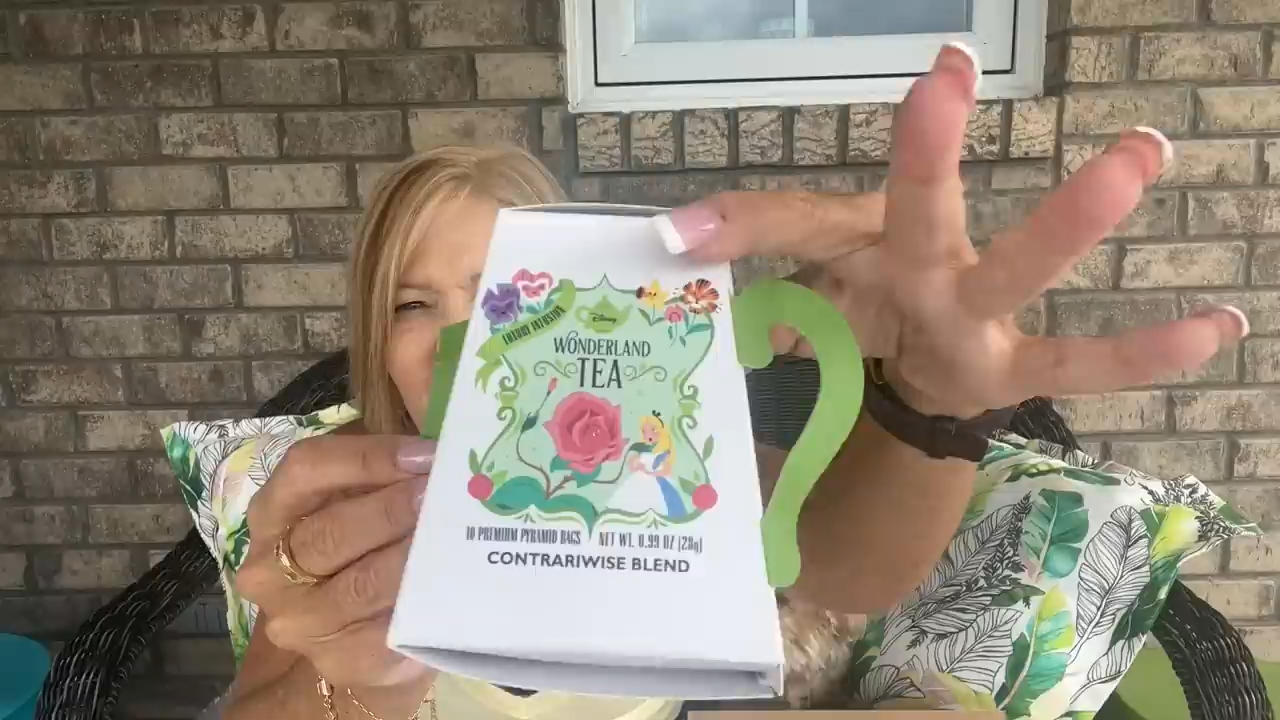 LUXURY INFUSION
Disney
WONDERLAND
TEA
10 PREMIUM PYRAMID BAGS NET WT. 0.99 OZ (28g)
CONTRARIWISE BLEND